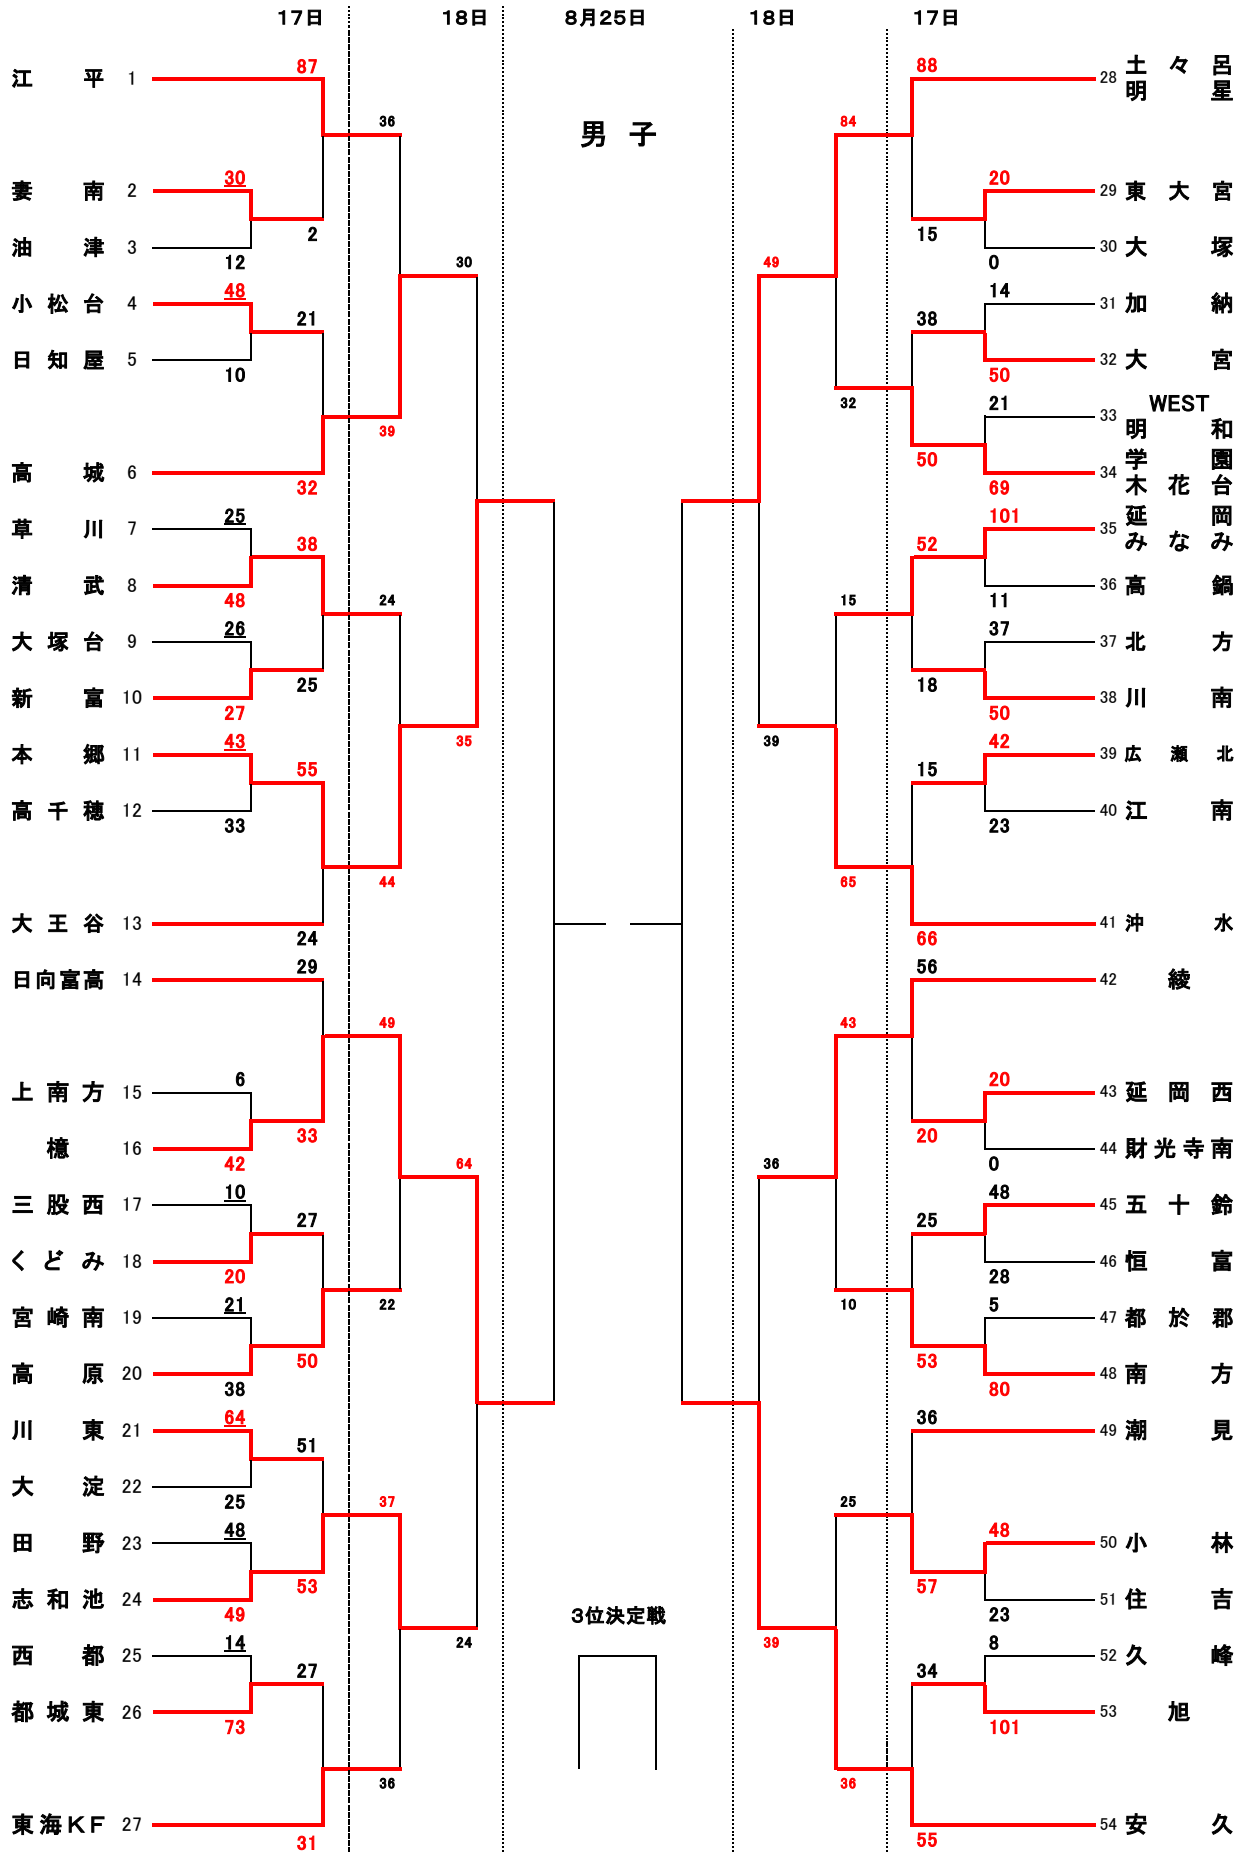 17日 18日 8月25日 18日 17日
男子
江平 1 87
36
妻南 2 30
油津 3 12
2
小松台 4 48
日知屋 5 10
21
30
39
高城 6 32
草川 7 25
清武 8 48
38
24
大塚台 9 26
新富 10 27
25
35
本郷 11 43
高千穂 12 33
55
44
大王谷 13 24
日向富高 14 29
49
上南方 15 6
檍 16 42
33
64
三股西 17 10
くどみ 18 20
27
22
宮崎南 19 21
高原 20 38
50
川東 21 64
大淀 22 25
51
37
田野 23 48
志和池 24 49
53
24
西都 25 14
都城東 26 73
27
36
東海KF 27 31
88 28 土々呂
明星
84
20 29 東大宮
0 30 大塚
15
49
14 31 加納
50 32 大宮
38
32
21 33 WEST
明和
69 34 学園
木花台
50
101 35 延岡
みなみ
11 36 高鍋
52
15
37 37 北方
50 38 川南
18
39
42 39 広瀬北
23 40 江南
15
65
66 41 沖水
56 42 綾
43
20 43 延岡西
0 44 財光寺南
20
36
48 45 五十鈴
28 46 恒富
25
10
5 47 都於郡
80 48 南方
53
36 49 潮見
25
48 50 小林
23 51 住吉
57
39
8 52 久峰
101 53 旭
34
36
55 54 安久
3位決定戦